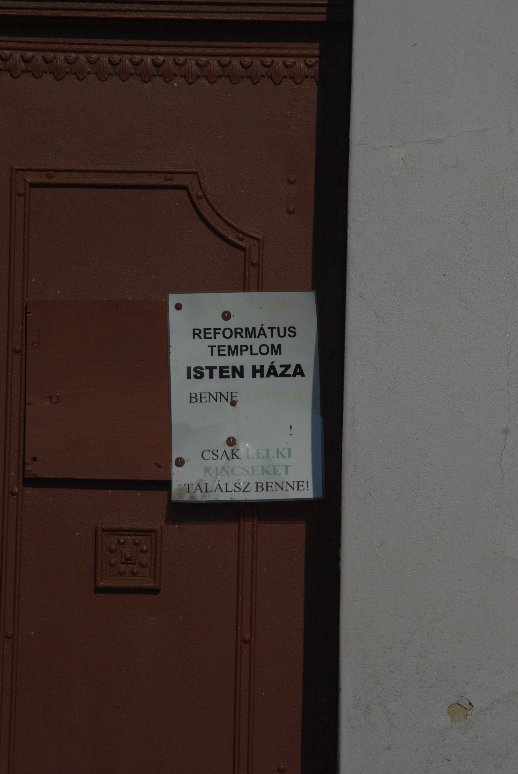 REFORMÁTUS
TEMPLOM
ISTEN HÁZA
BENNE
!
CSAK LELKI
KINCSEKET
TALÁLSZ BENNE!